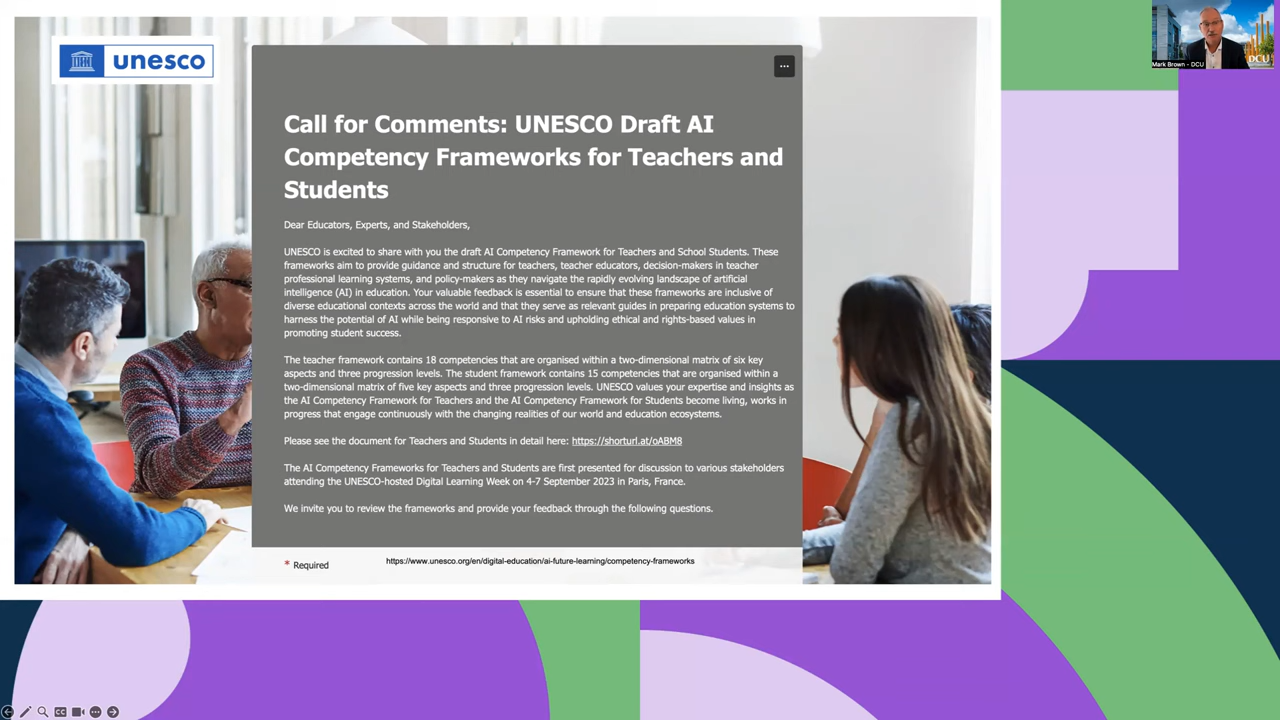 unesco
Call for Comments: UNESCO Draft AI
Competency Frameworks for Teachers and
Students
Dear Educators, Experts, and Stakeholders,
UNESCO is excited to share with you the draft AI Competency Framework for Teachers and School Students. These
frameworks aim to provide guidance and structure for teachers, teacher educators, decision-makers in teacher
professional learning systems, and policy-makers as they navigate the rapidly evolving landscape of artificial
intelligence (AI) in education. Your valuable feedback is essential to ensure that these frameworks are inclusive of
diverse educational contexts across the world and that they serve as relevant guides in preparing education systems to
harness the potential of AI while being responsive to AI risks and upholding ethical and rights-based values in
promoting student success.
The teacher framework contains 18 competencies that are organised within a two-dimensional matrix of six key
aspects and three progression levels. The student framework contains 15 competencies that are organised within a
two-dimensional matrix of five key aspects and three progression levels. UNESCO values your expertise and insights as
the AI Competency Framework for Teachers and the AI Competency Framework for Students become living, works in
progress that engage continuously with the changing realities of our world and education ecosystems.
Please see the document for Teachers and Students in detail here: https://shorturl.at/oABM8
The AI Competency Frameworks for Teachers and Students are first presented for discussion to various stakeholders
attending the UNESCO-hosted Digital Learning Week on 4-7 September 2023 in Paris, France.
We invite you to review the frameworks and provide your feedback through the following questions.
* Required
https://www.unesco.org/en/digital-education/ai-future-learning/competency-frameworks
Mark Brown - DCU
DCU
CC